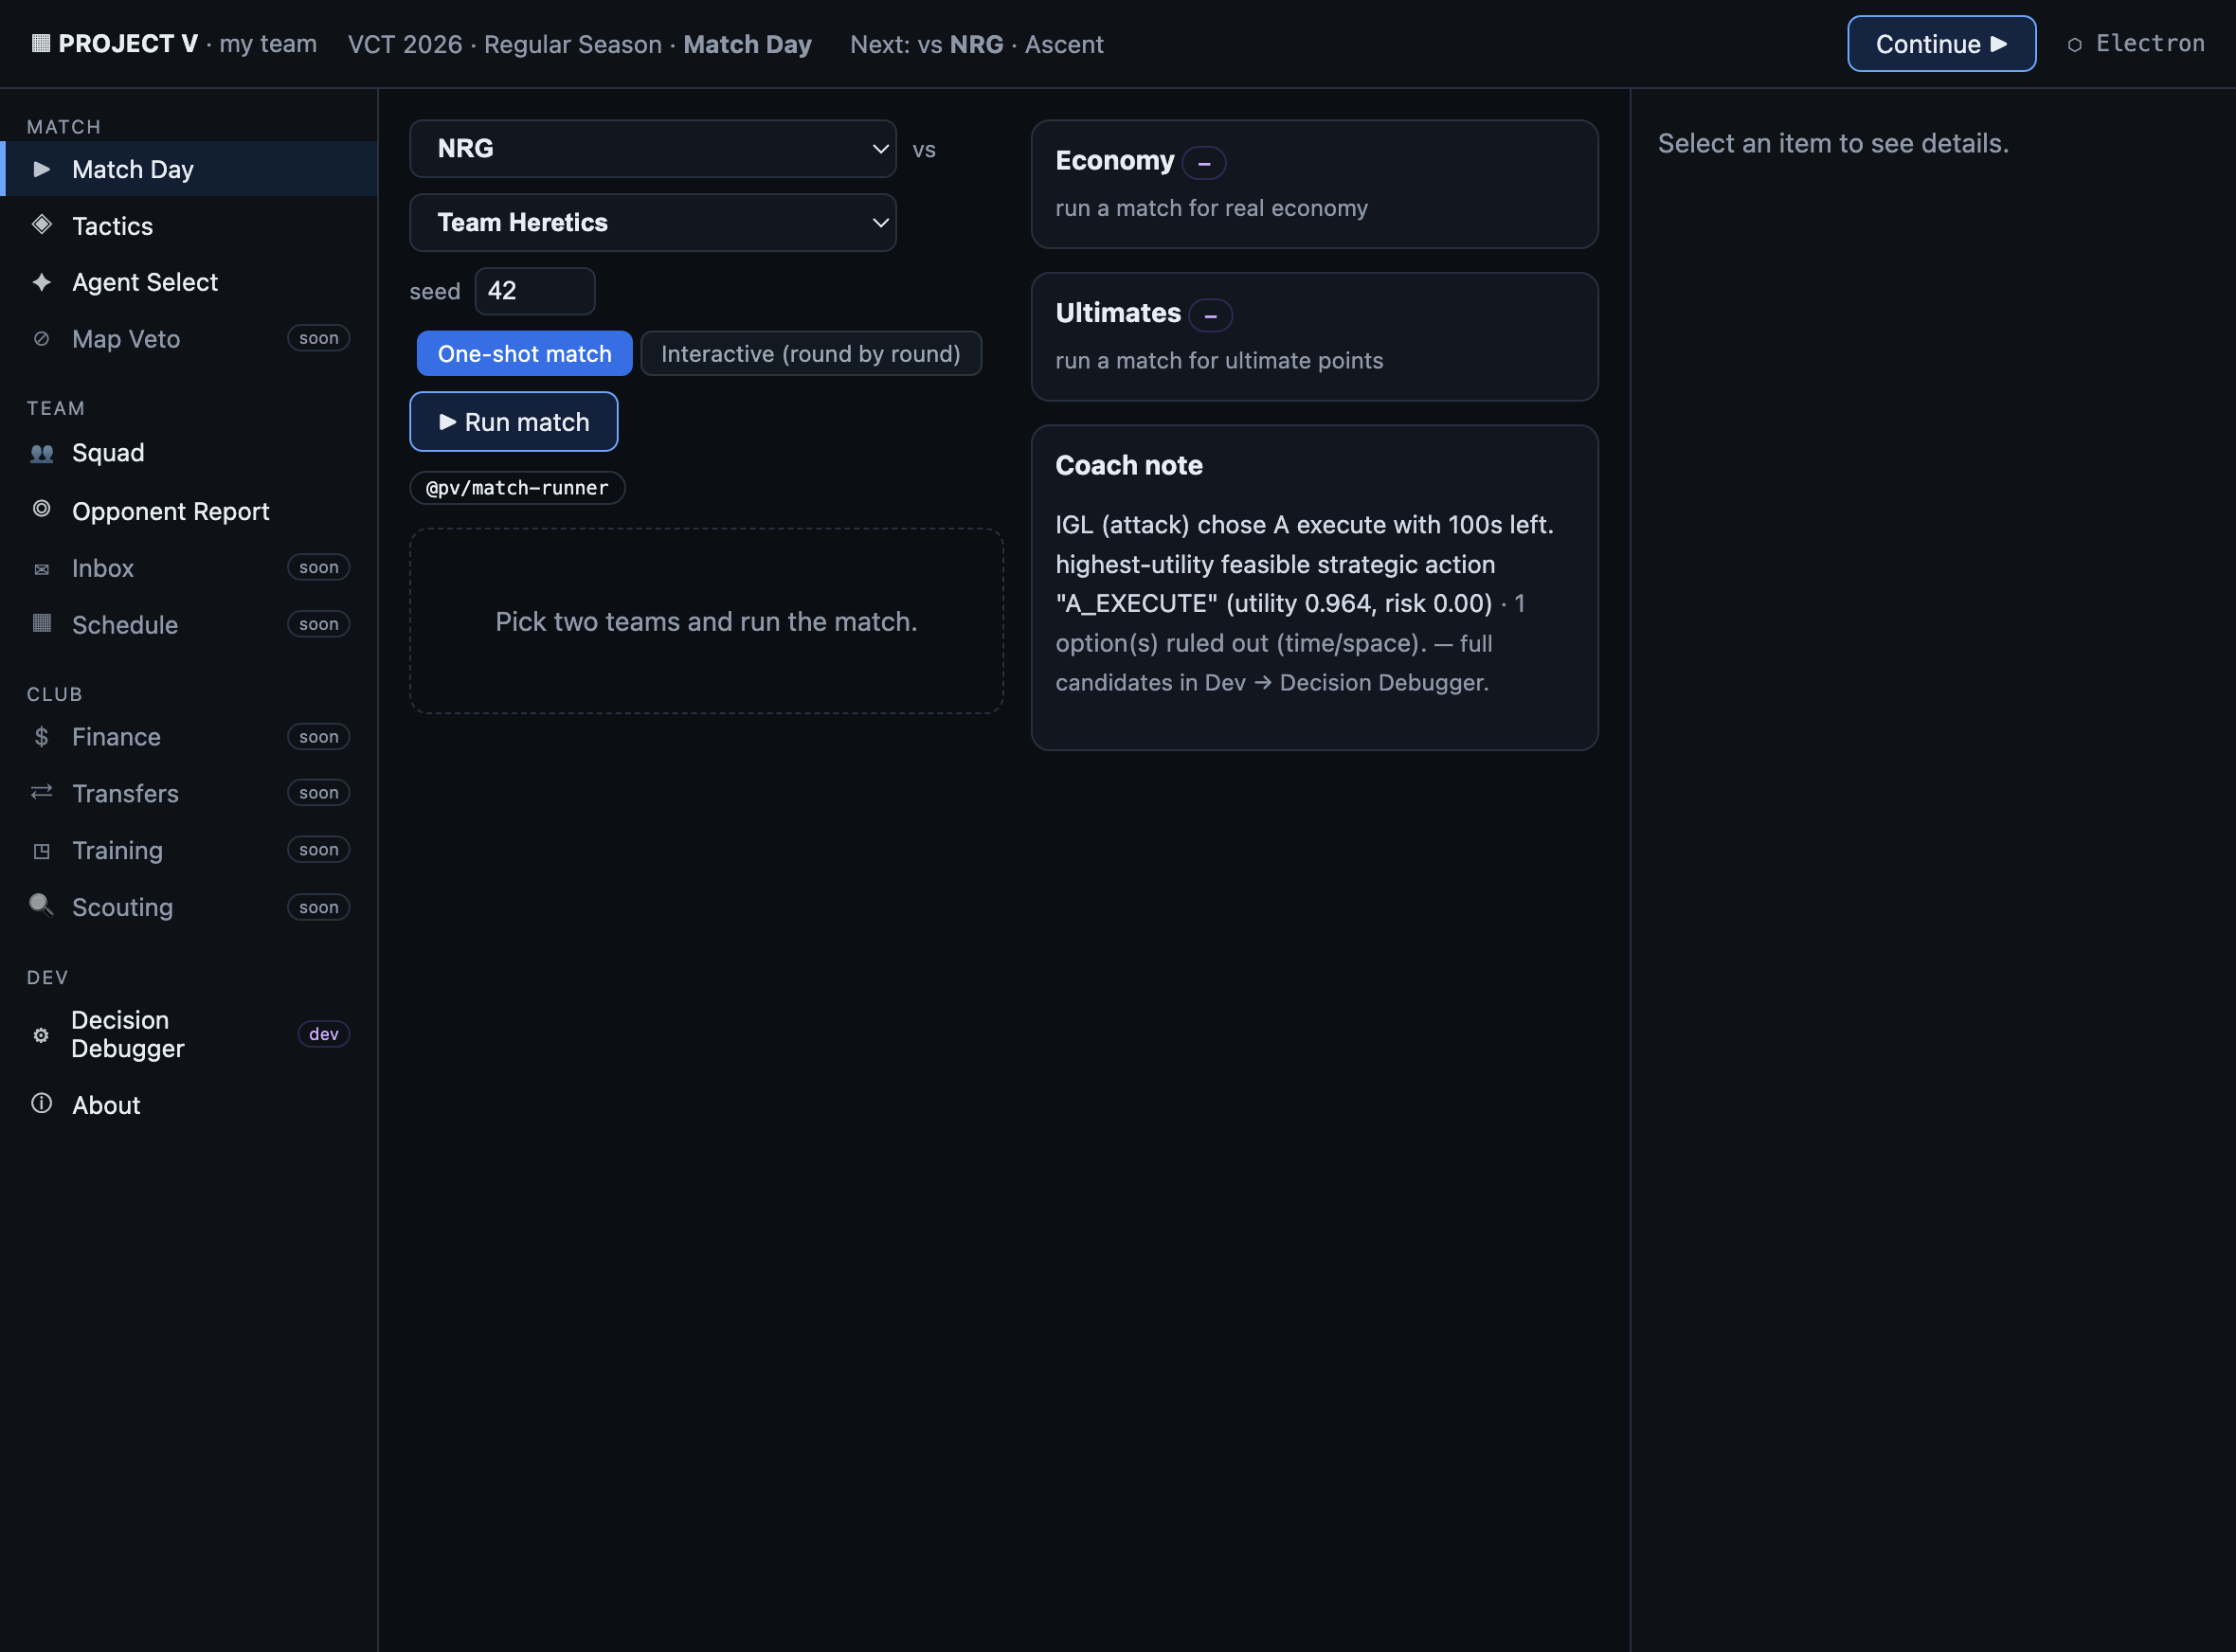 PROJECT V · my team VCT 2026 · Regular Season · Match Day Next: vs NRG · Ascent
Continue ▶
Electron
MATCH
Match Day
Tactics
Agent Select
Map Veto soon
TEAM
Squad
Opponent Report
Inbox soon
Schedule soon
CLUB
$ Finance soon
Transfers soon
Training soon
Scouting soon
DEV
Decision
Debugger dev
About
NRG vs
Team Heretics
seed 42
One-shot match Interactive (round by round)
▶ Run match
@pv/match-runner
Pick two teams and run the match.
Economy –
run a match for real economy
Ultimates –
run a match for ultimate points
Coach note
IGL (attack) chose A execute with 100s left.
highest-utility feasible strategic action
"A_EXECUTE" (utility 0.964, risk 0.00) · 1
option(s) ruled out (time/space). — full
candidates in Dev → Decision Debugger.
Select an item to see details.